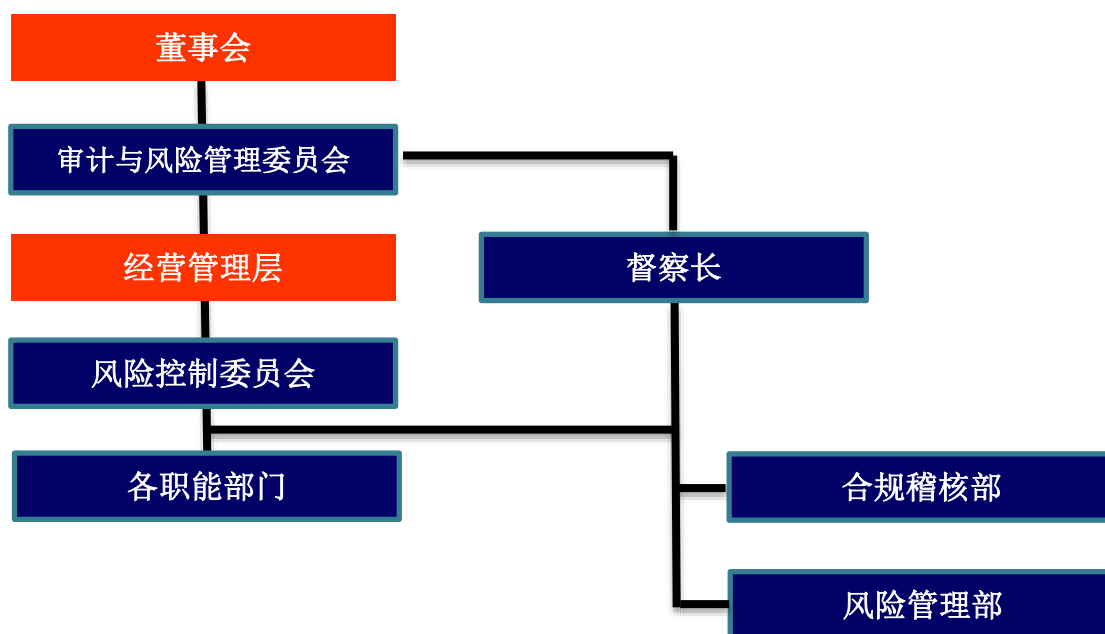 董事会
审计与风险管理委员会
经营管理层
督察长
风险控制委员会
各职能部门
合规稽核部
风险管理部